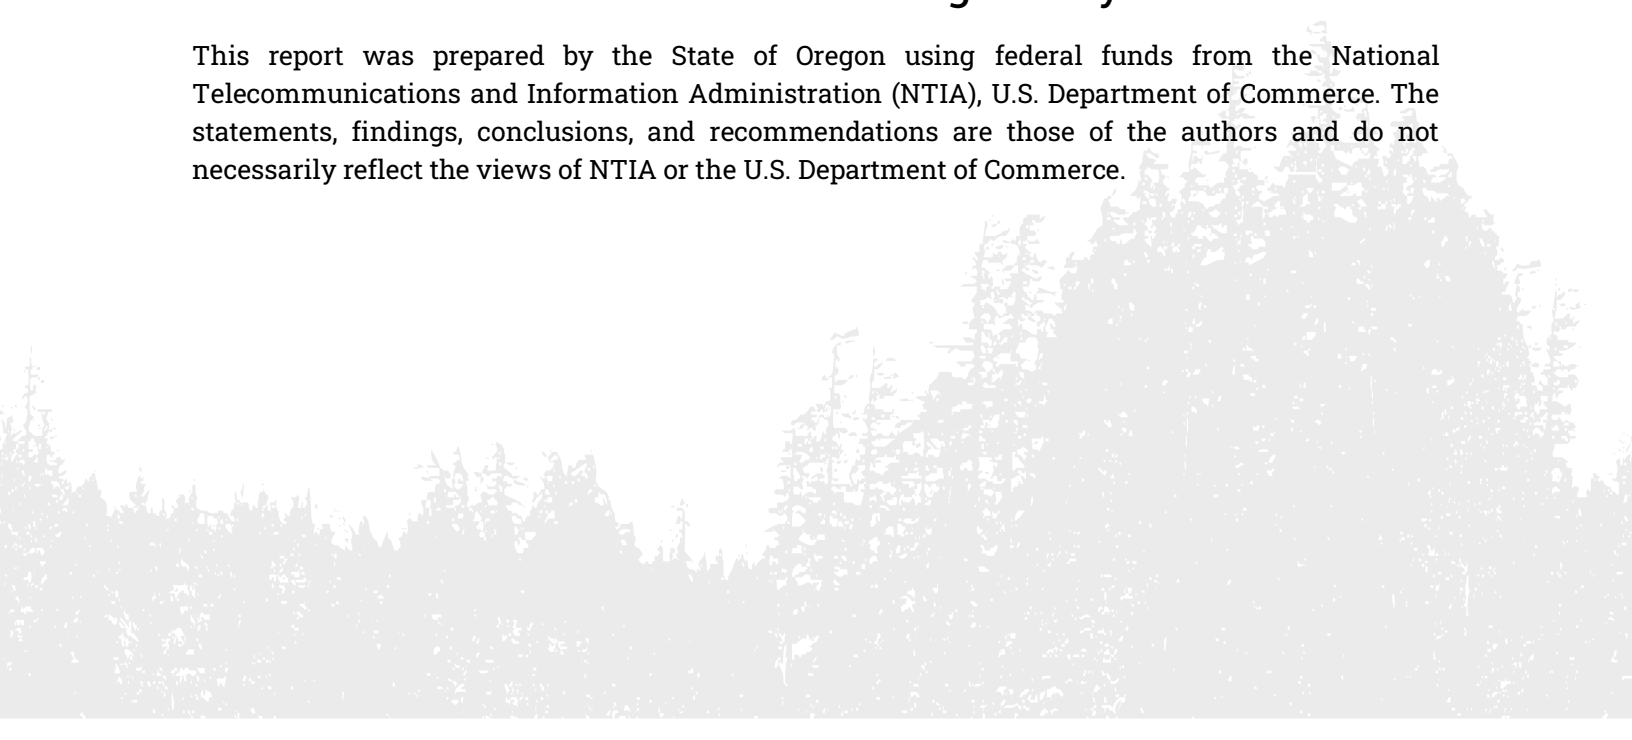 This report was prepared by the State of Oregon using federal funds from the National
Telecommunications and Information Administration (NTIA), U.S. Department of Commerce. The
statements, findings, conclusions, and recommendations are those of the authors and do not
necessarily reflect the views of NTIA or the U.S. Department of Commerce.